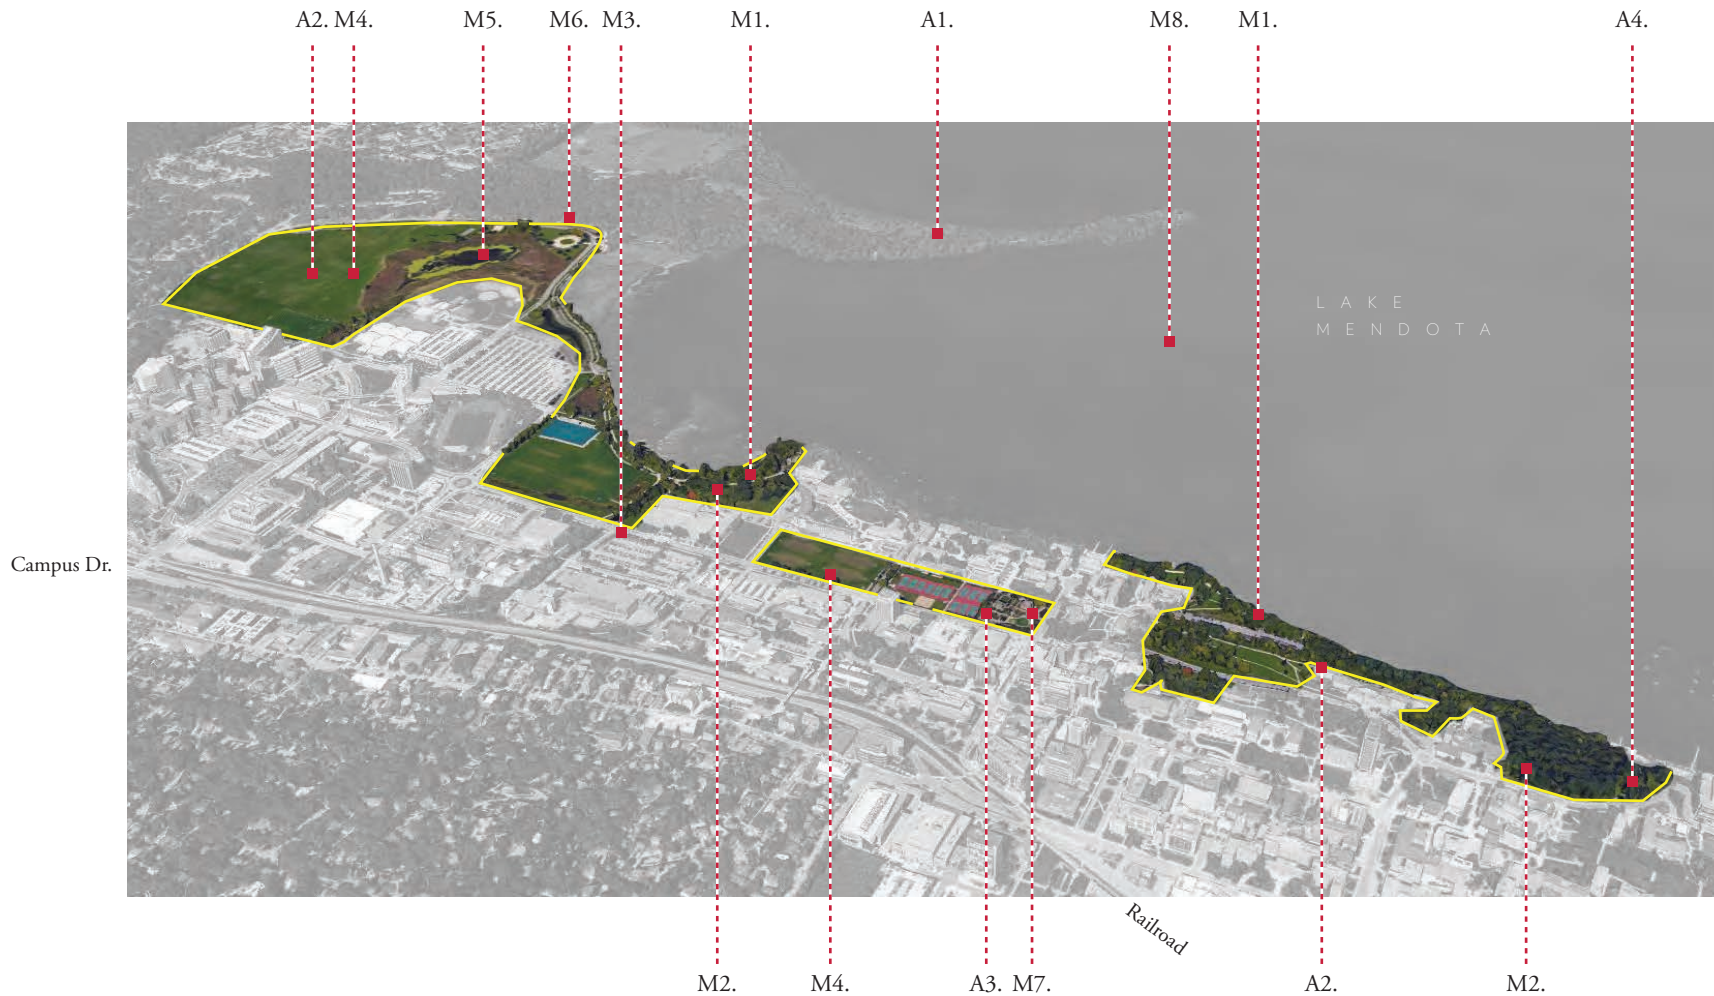 A2. M4. M5. M6. M3. M1. A1. M8. M1. A4.
LAKE
MENDOTA
Campus Dr.
Railroad
M2. M4. A3. M7. A2. M2.